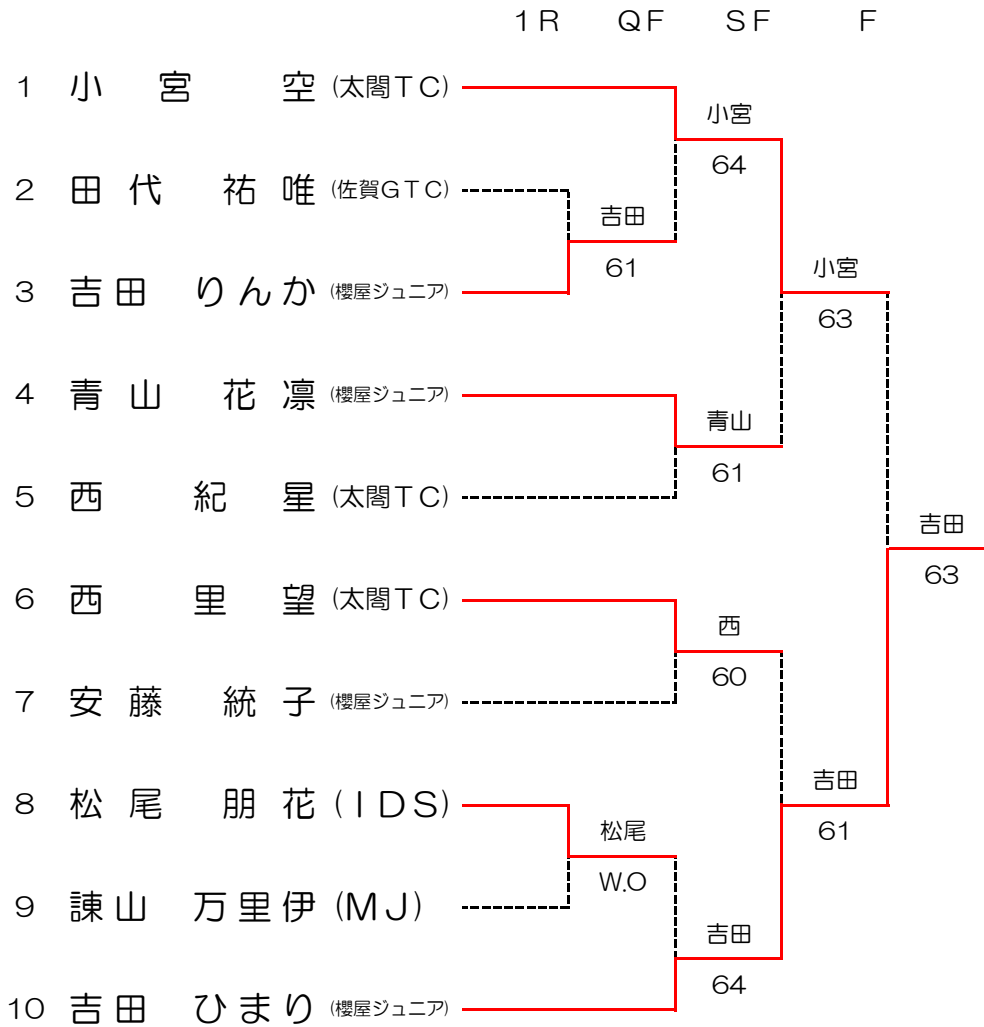 1R QF SF F
1 小宮 空 (太閤TC)
小宮
64
2 田代 祐唯 (佐賀GTC)
吉田
61
3 吉田 りんか (櫻屋ジュニア)
小宮
63
4 青山 花凛 (櫻屋ジュニア)
青山
61
5 西 紀星 (太閤TC)
吉田
63
6 西 里望 (太閤TC)
西
60
7 安藤 統子 (櫻屋ジュニア)
吉田
61
8 松尾 朋花 (IDS)
松尾
W.O
9 諫山 万里伊 (MJ)
吉田
64
10 吉田 ひまり (櫻屋ジュニア)